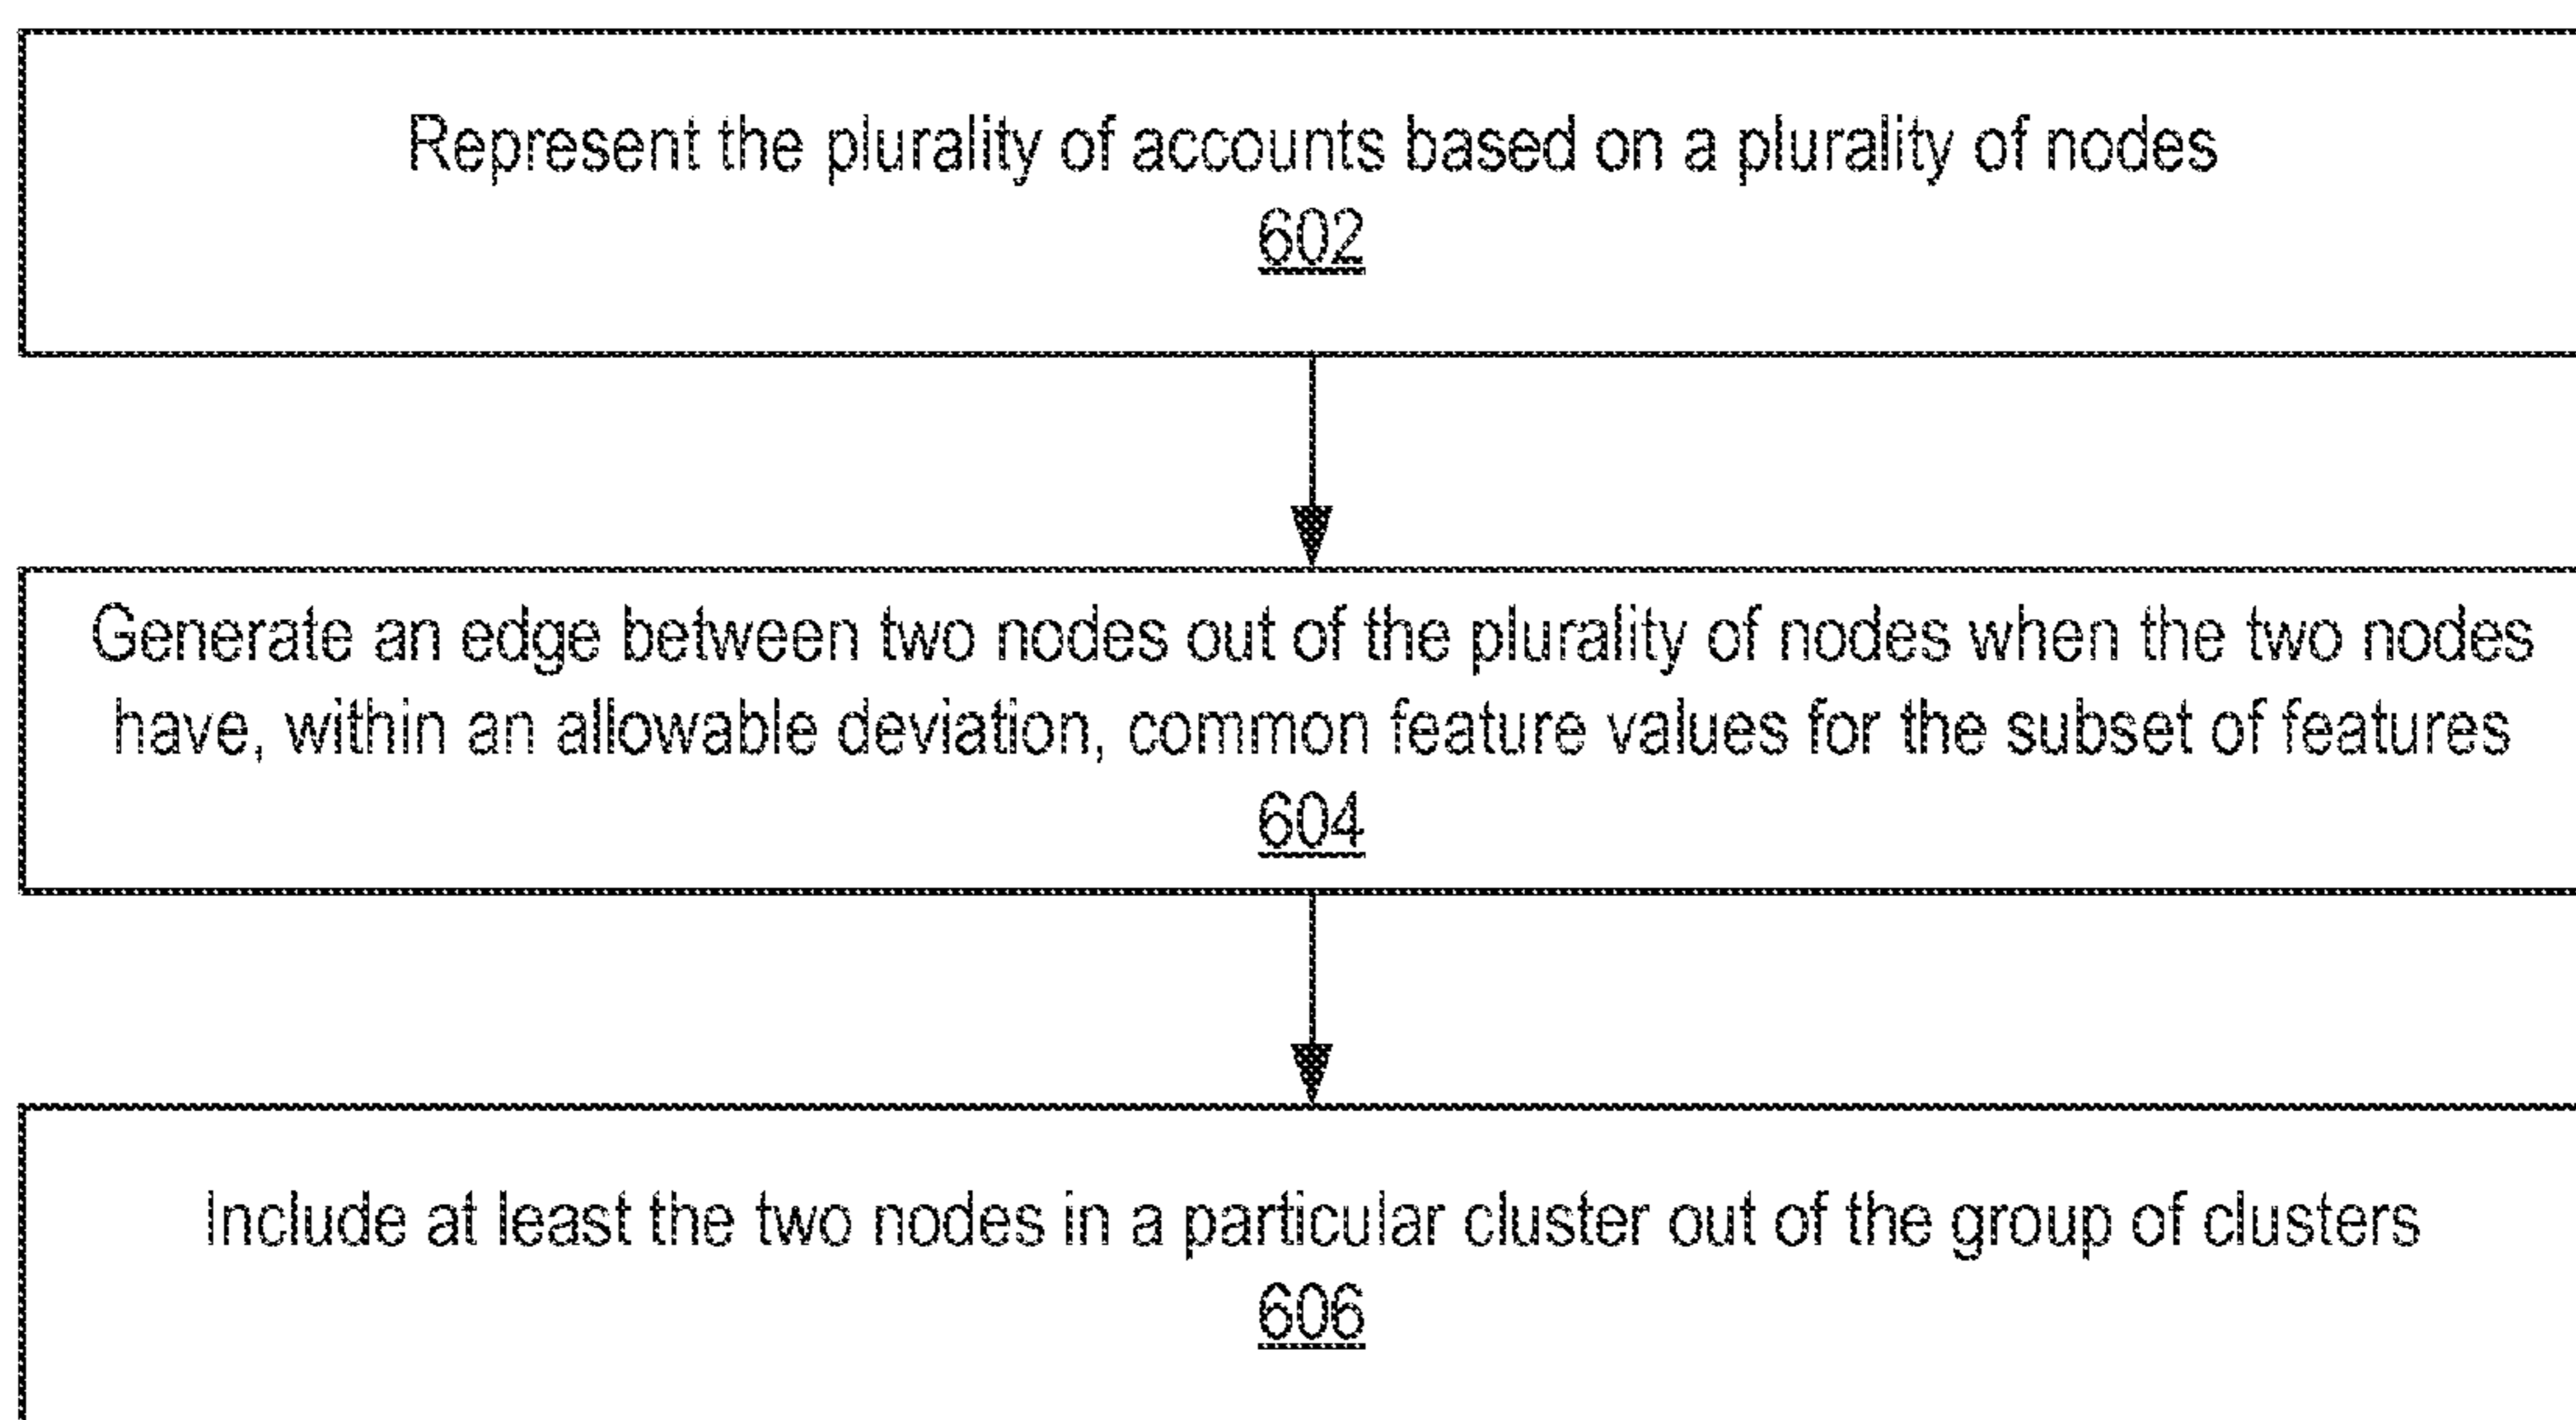 Represent the plurality of accounts based on a plurality of nodes
602
Generate an edge between two nodes out of the plurality of nodes when the two nodes
have, within an allowable deviation, common feature values for the subset of features
604
Include at least the two nodes in a particular cluster out of the group of clusters
606